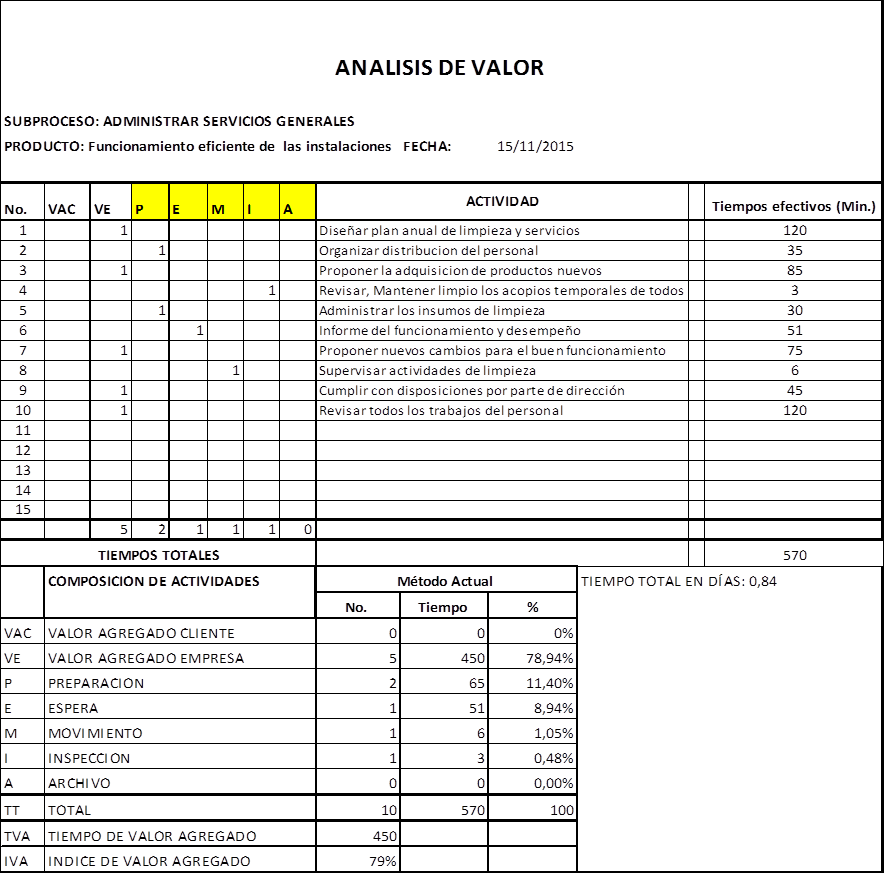 ANALISIS DE VALOR
SUBPROCESO: ADMINISTRAR SERVICIOS GENERALES
PRODUCTO: Funcionamiento eficiente de las instalaciones FECHA: 15/11/2015
No. VAC VE P E M I A ACTIVIDAD Tiempos efectivos (Min.)
1 1 Diseñar plan anual de limpieza y servicios 120
2 1 Organizar distribucion del personal 35
3 1 Proponer la adquisicion de productos nuevos 85
4 1 Revisar, Mantener limpio los acopios temporales de todos 3
5 1 Administrar los insumos de limpieza 30
6 1 Informe del funcionamiento y desempeño 51
7 1 Proponer nuevos cambios para el buen funcionamiento 75
8 1 Supervisar actividades de limpieza 6
9 1 Cumplir con disposiciones por parte de dirección 45
10 1 Revisar todos los trabajos del personal 120
11
12
13
14
15
5 2 1 1 1 0
TIEMPOS TOTALES 570
COMPOSICION DE ACTIVIDADES Método Actual TIEMPO TOTAL EN DÍAS: 0,84
No. Tiempo %
VAC VALOR AGREGADO CLIENTE 0 0 0%
VE VALOR AGREGADO EMPRESA 5 450 78,94%
P PREPARACION 2 65 11,40%
E ESPERA 1 51 8,94%
M MOVIMIENTO 1 6 1,05%
I INSPECCION 1 3 0,48%
A ARCHIVO 0 0 0,00%
TT TOTAL 10 570 100
TVA TIEMPO DE VALOR AGREGADO 450
IVA INDICE DE VALOR AGREGADO 79%